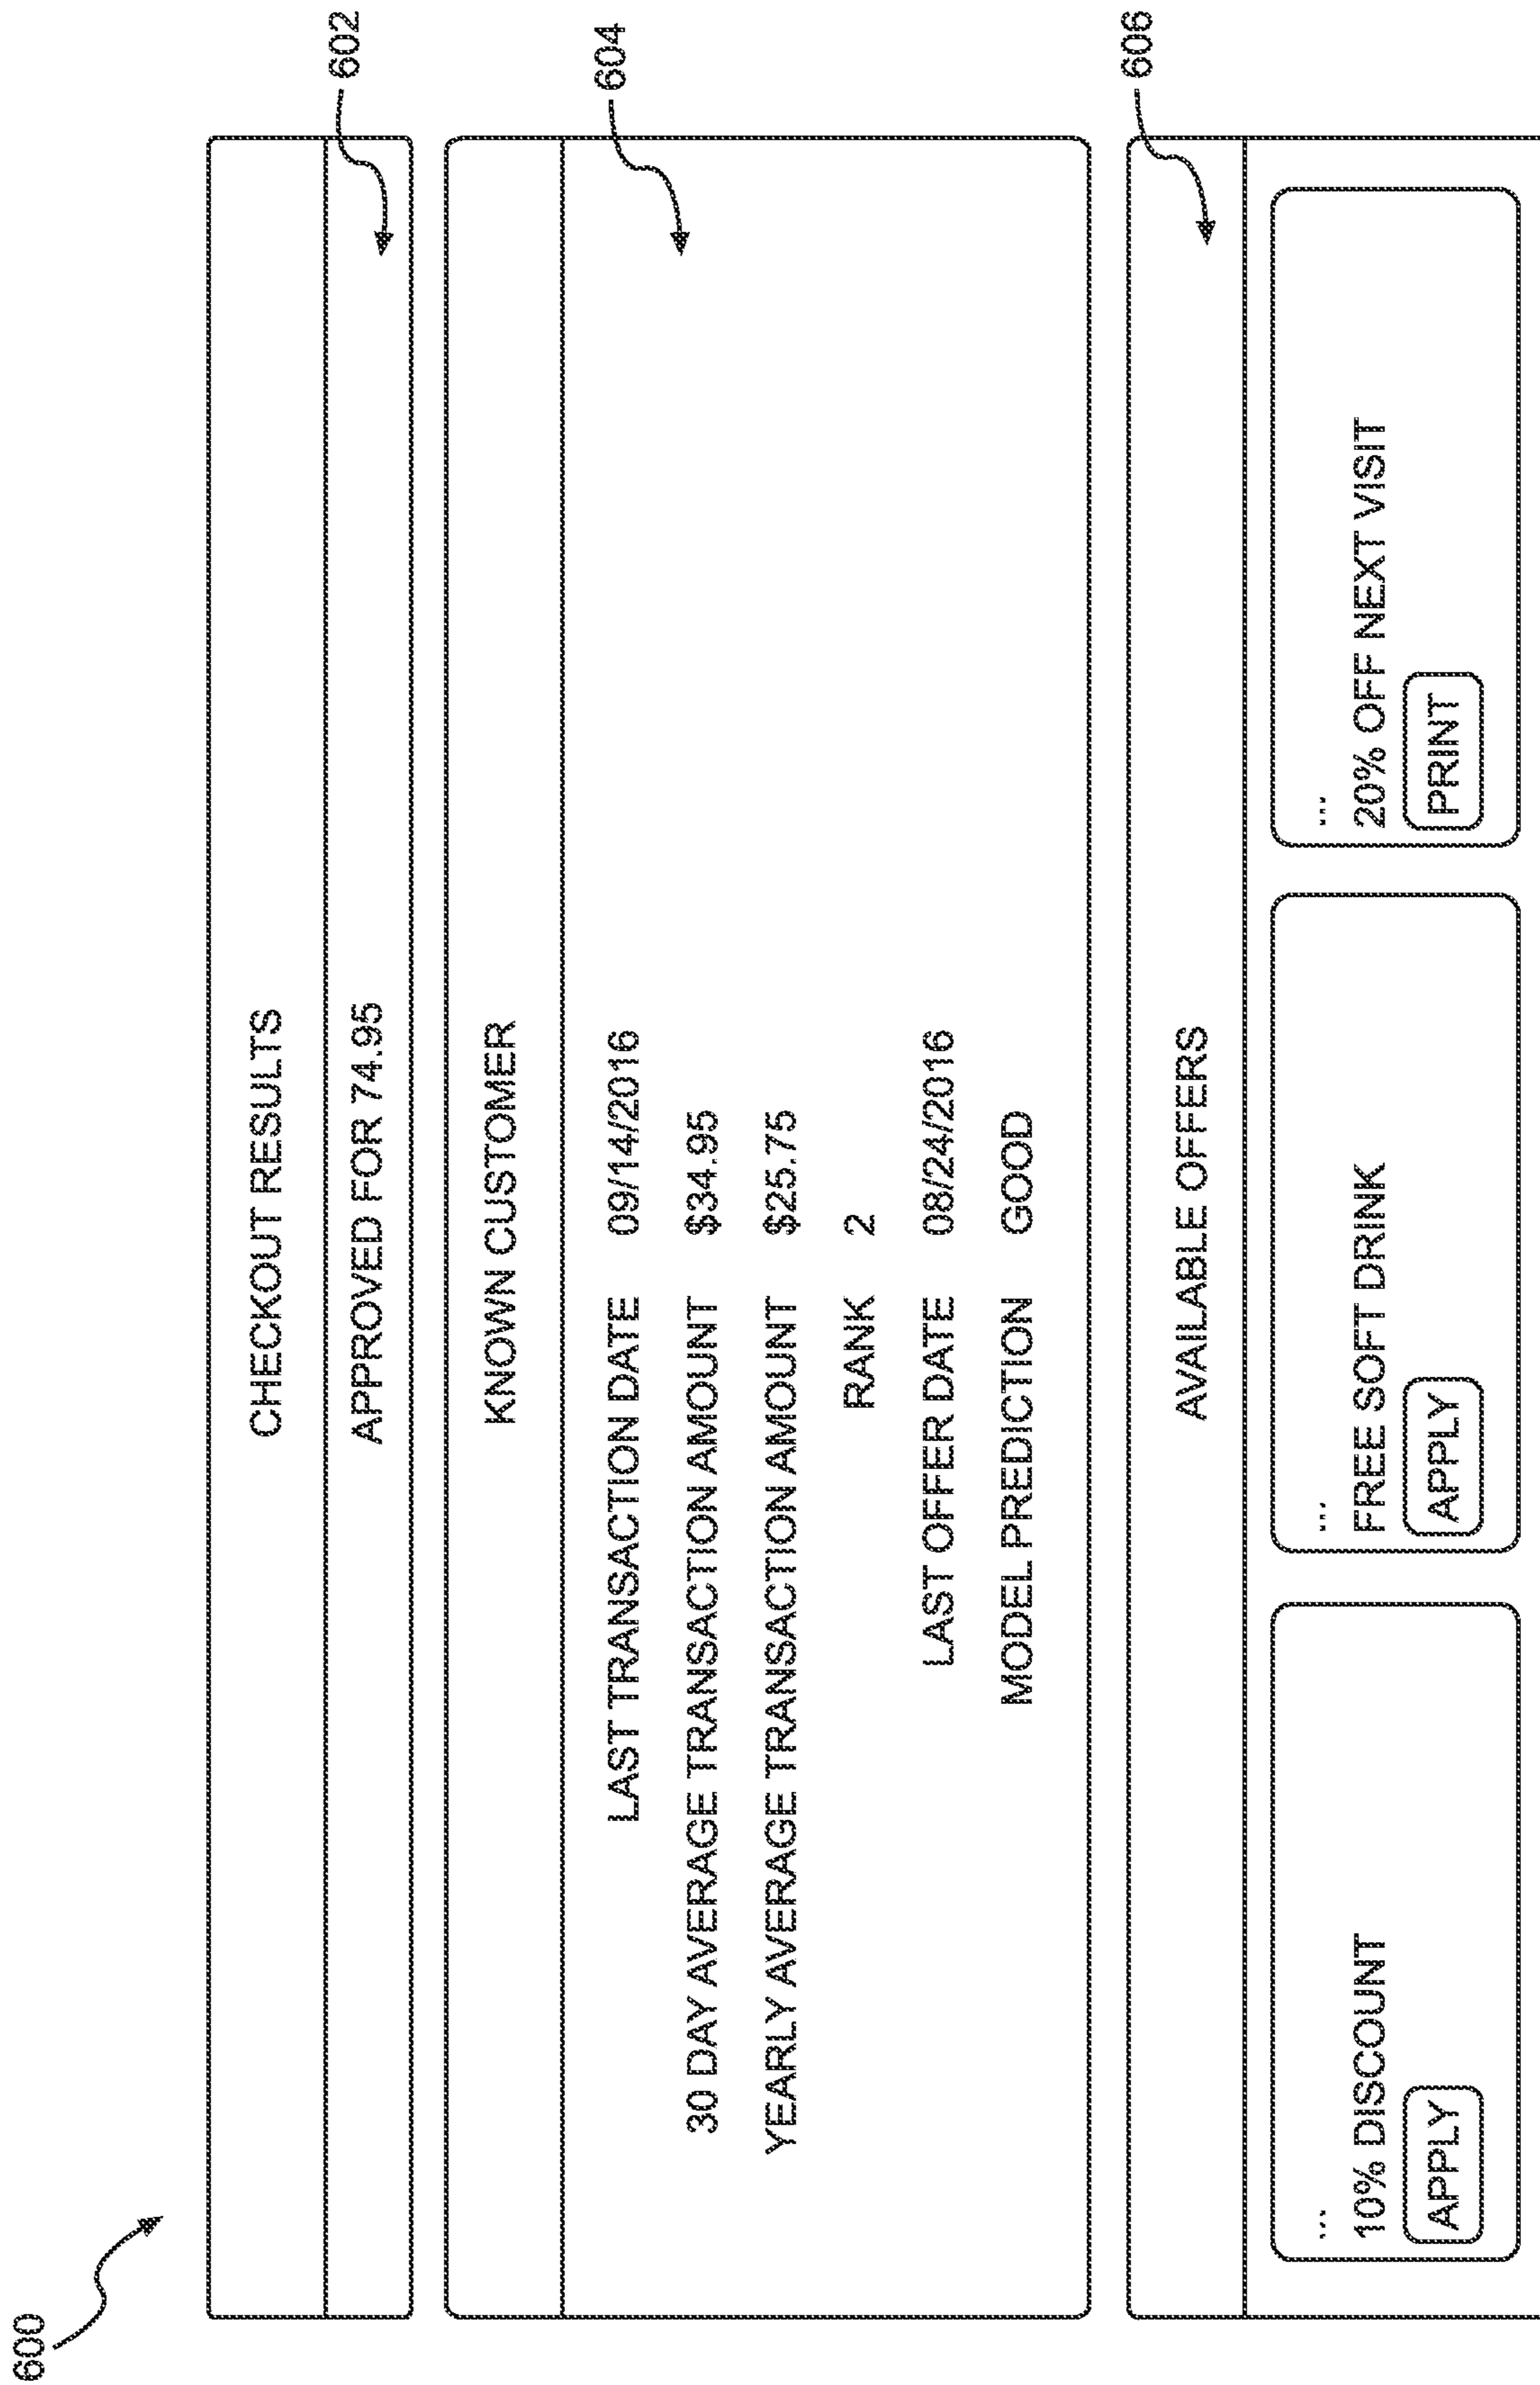 600
CHECKOUT RESULTS
602
APPROVED FOR 74.95
KNOWN CUSTOMER
604
LAST TRANSACTION DATE 09/14/2016
30 DAY AVERAGE TRANSACTION AMOUNT $34.95
YEARLY AVERAGE TRANSACTION AMOUNT $25.75
RANK 2
LAST OFFER DATE 08/24/2016
MODEL PREDICTION GOOD
606
AVAILABLE OFFERS
...
10% DISCOUNT
APPLY
...
FREE SOFT DRINK
APPLY
...
20% OFF NEXT VISIT
PRINT